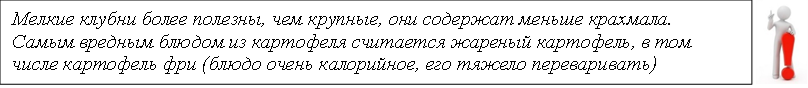 Мелкие клубни более полезны, чем крупные, они содержат меньше крахмала.
Самым вредным блюдом из картофеля считается жареный картофель, в том
числе картофель фри (блюдо очень калорийное, его тяжело переваривать)